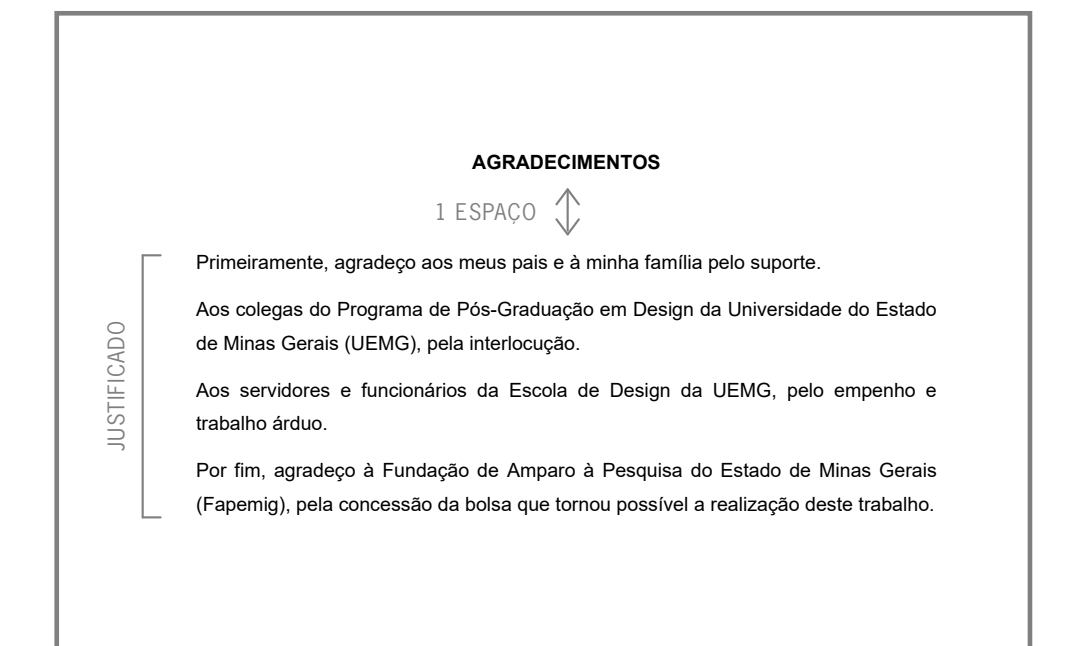 AGRADECIMENTOS
1 ESPAÇO
JUSTIFICADO
Primeiramente, agradeço aos meus pais e à minha família pelo suporte.
Aos colegas do Programa de Pós-Graduação em Design da Universidade do Estado
de Minas Gerais (UEMG), pela interlocução.
Aos servidores e funcionários da Escola de Design da UEMG, pelo empenho e
trabalho árduo.
Por fim, agradeço à Fundação de Amparo à Pesquisa do Estado de Minas Gerais
(Fapemig), pela concessão da bolsa que tornou possível a realização deste trabalho.